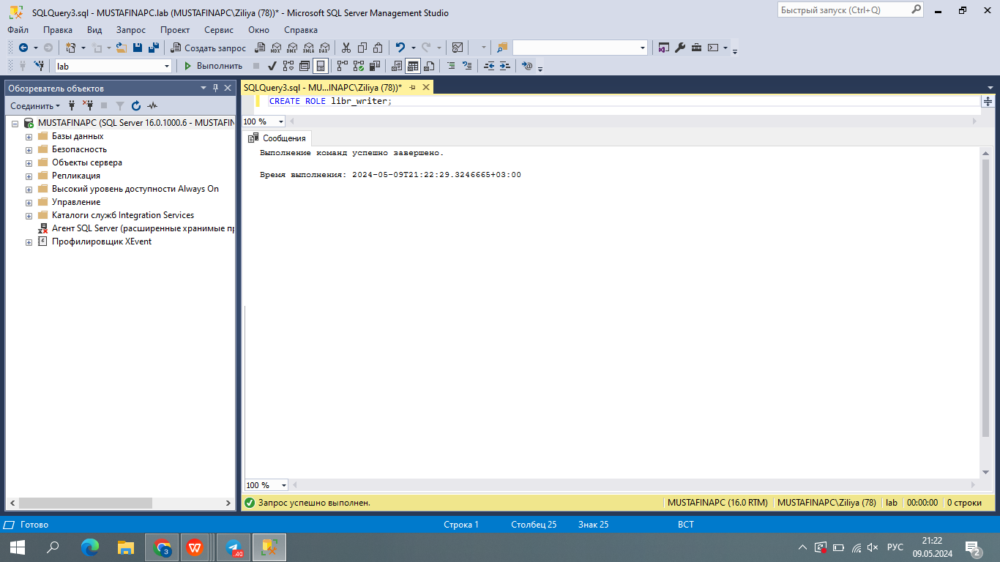 SQLQuery3.sql - MUSTAFINAPC.lab (MUSTAFINAPC\Ziliya (78))* - Microsoft SQL Server Management Studio
Быстрый запуск (Ctrl+Q)
Файл Правка Вид Запрос Проект Сервис Окно Справка
Создать запрос MDX DMX XMLA DAX
lab Выполнить
Обозреватель объектов
SQLQuery3.sql - MU...INAPC\Ziliya (78))*
Соединить
CREATE ROLE libr_writer;
100 %
MUSTAFINAPC (SQL Server 16.0.1000.6 - MUSTAFIN
Базы данных
Безопасность
Объекты сервера
Репликация
Высокий уровень доступности Always On
Управление
Каталоги служб Integration Services
Агент SQL Server (расширенные хранимые пр
Профилировщик XEvent
Сообщения
Выполнение команд успешно завершено.
Время выполнения: 2024-05-09T21:22:29.3246665+03:00
100 %
Запрос успешно выполнен. MUSTAFINAPC (16.0 RTM) MUSTAFINAPC\Ziliya (78) lab 00:00:00 0 строки
Готово Строка 1 Столбец 25 Знак 25 ВСТ
3 W .40 РУС 21:22
09.05.2024 2